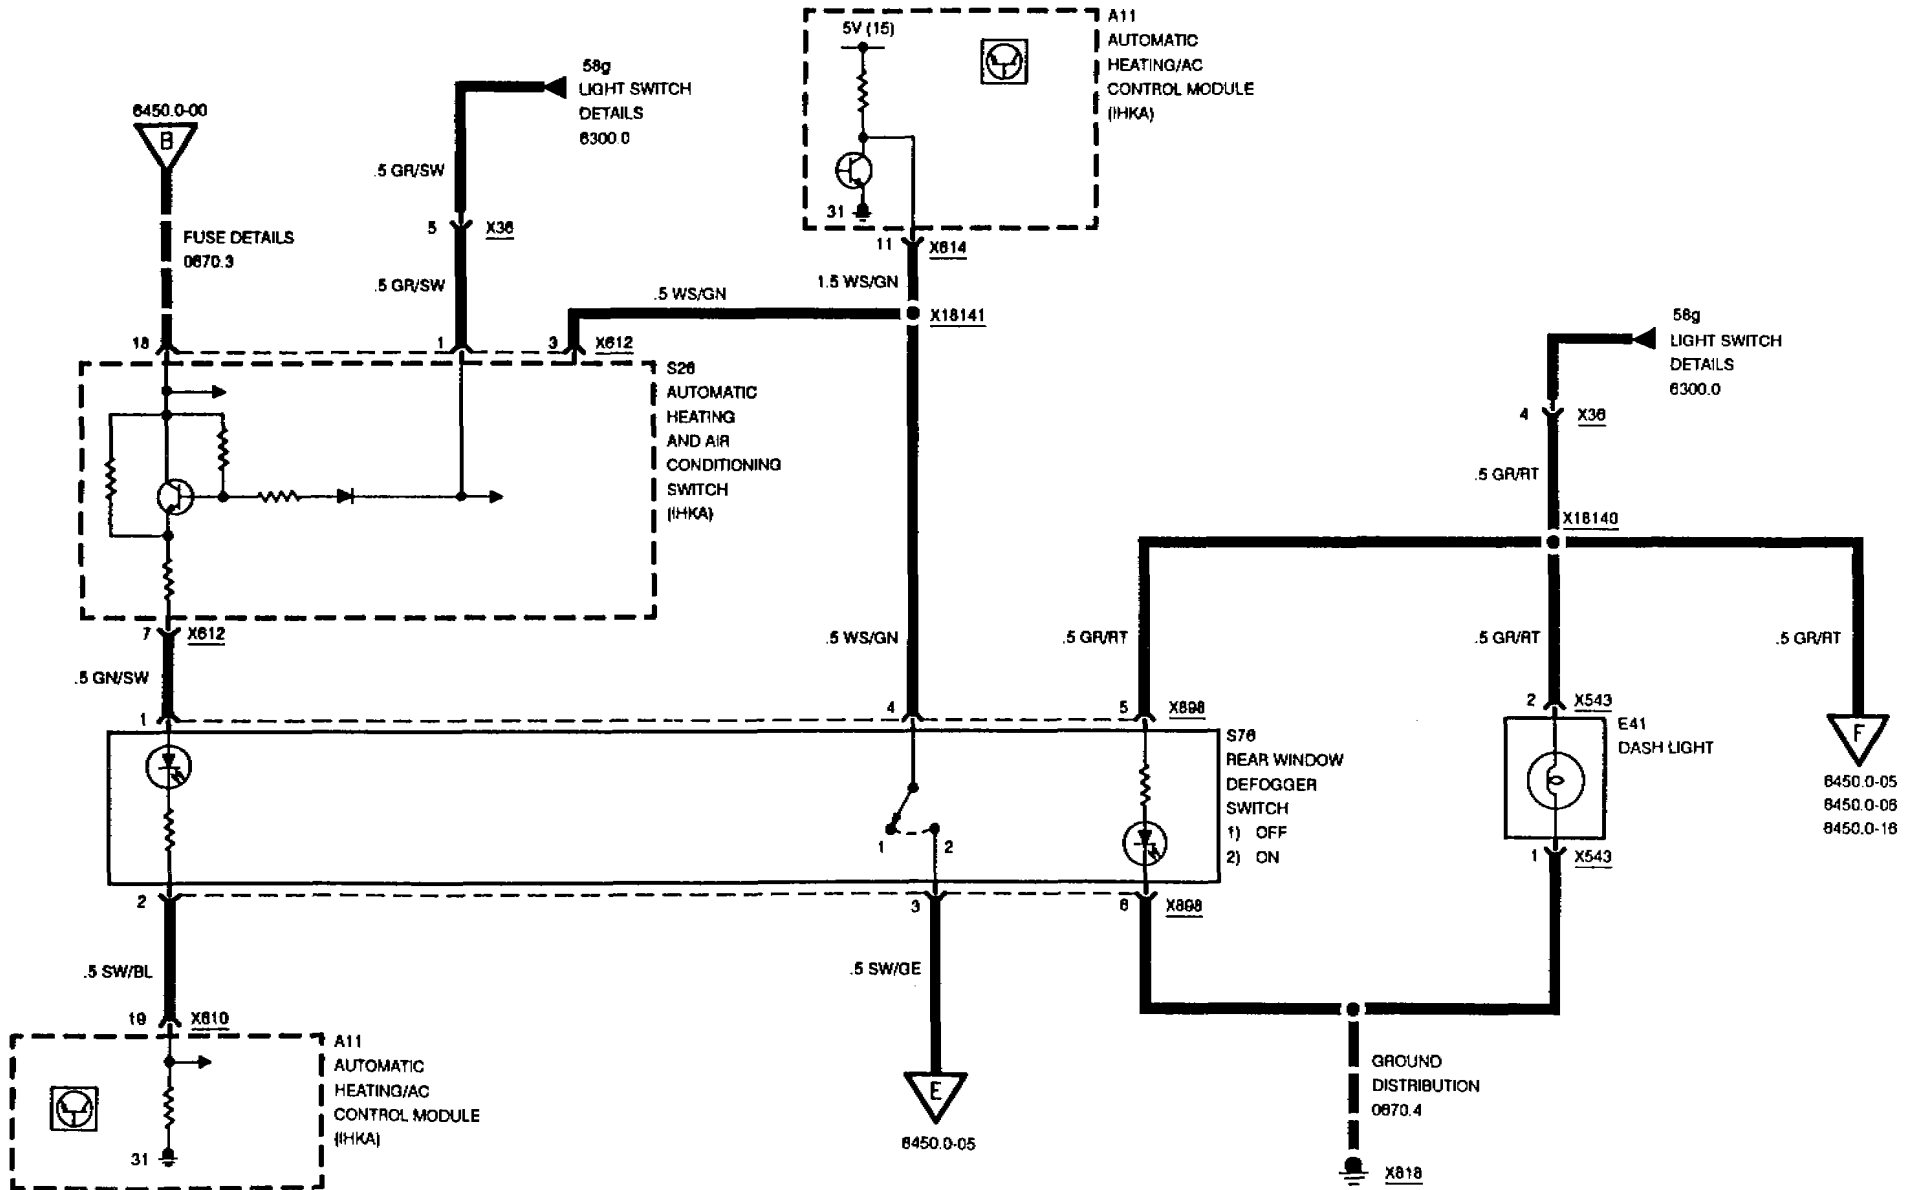 6450.0-00
B
FUSE DETAILS
0670.3
58g
LIGHT SWITCH
DETAILS
6300.0
.5 GR/SW
5
X36
.5 GR/SW
5V (15)
31
A11
AUTOMATIC
HEATING/AC
CONTROL MODULE
(IHKA)
11
X614
1.5 WS/GN
.5 WS/GN
X18141
18
1
3
X612
S26
AUTOMATIC
HEATING
AND AIR
CONDITIONING
SWITCH
(IHKA)
7
X612
.5 GN/SW
.5 WS/GN
58g
LIGHT SWITCH
DETAILS
6300.0
4
X36
.5 GR/RT
X18140
.5 GR/RT
.5 GR/RT
.5 GR/RT
1
4
5
X898
S76
REAR WINDOW
DEFOGGER
SWITCH
1) OFF
2) ON
1
2
2
X543
E41
DASH LIGHT
1
X543
F
6450.0-05
6450.0-06
6450.0-16
2
3
6
X898
.5 SW/BL
.5 SW/GE
19
X610
A11
AUTOMATIC
HEATING/AC
CONTROL MODULE
(IHKA)
31
E
6450.0-05
GROUND
DISTRIBUTION
0670.4
X818